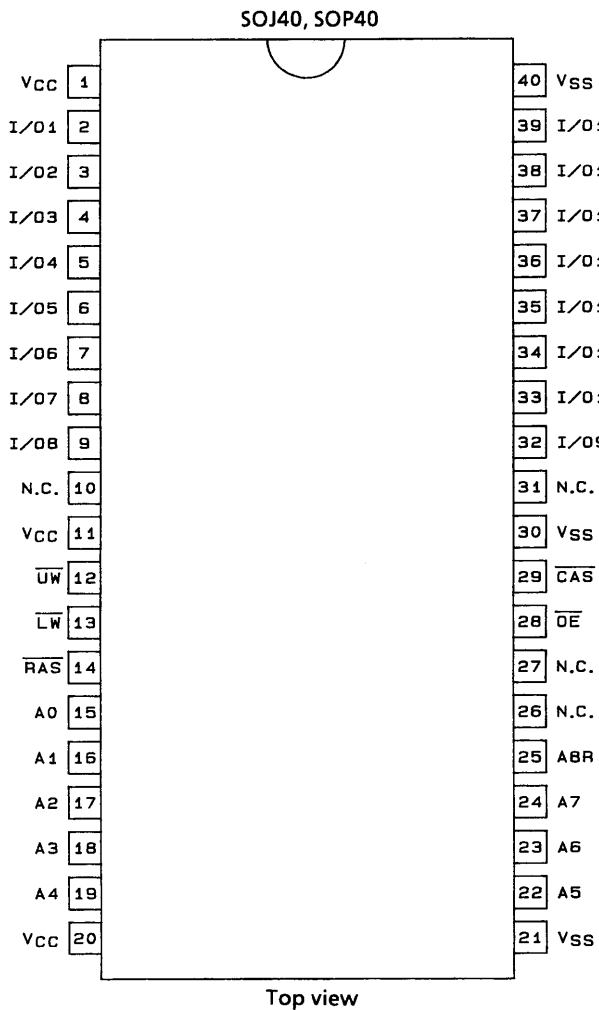 SOJ40, SOP40
VCC 1 40 VSS
I/O1 2 39 I/O
I/O2 3 38 I/O
I/O3 4 37 I/O
I/O4 5 36 I/O
I/O5 6 35 I/O
I/O6 7 34 I/O
I/O7 8 33 I/O
I/O8 9 32 I/O9
N.C. 10 31 N.C.
VCC 11 30 VSS
UW 12 29 CAS
LW 13 28 OE
RAS 14 27 N.C.
A0 15 26 N.C.
A1 16 25 A8R
A2 17 24 A7
A3 18 23 A6
A4 19 22 A5
VCC 20 21 VSS
Top view